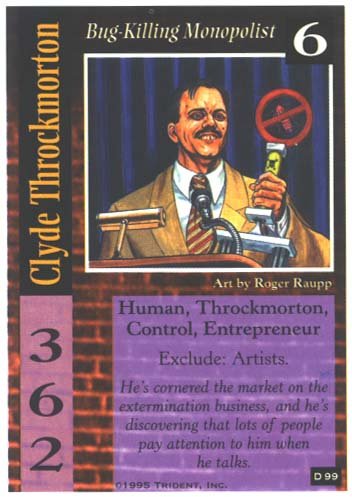 Bug-Killing Monopolist
6
Clyde Throckmorton
Art by Roger Raupp
3
6
2
Human, Throckmorton,
Control, Entrepreneur
Exclude: Artists.
He's cornered the market on the
extermination business, and he's
discovering that lots of people
pay attention to him when
he talks.
©1995 TRIDENT, INC.
D 99